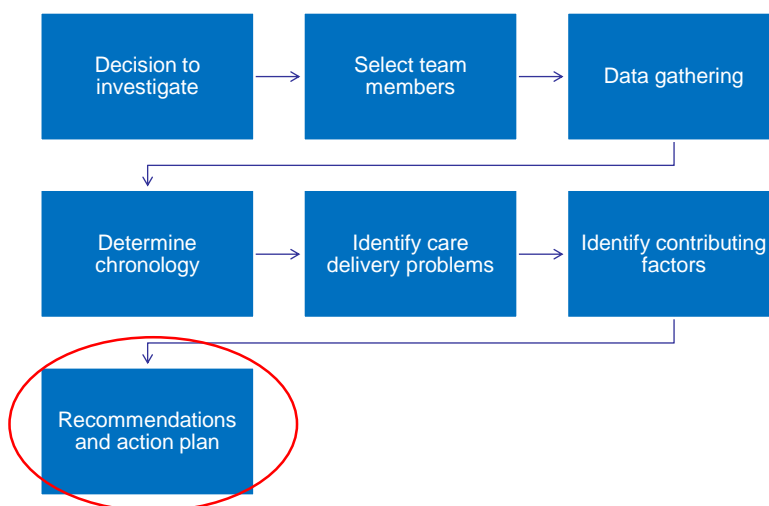 Decision to
investigate
Select team
members
Data gathering
Determine
chronology
Identify care
delivery problems
Identify contributing
factors
Recommendations
and action plan